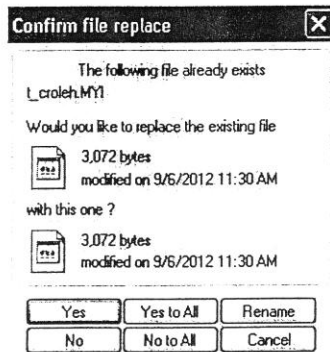 Confirm file replace
The following file already exists
t_croleh.MYI
Would you like to replace the existing file
3,072 bytes
modified on 9/6/2012 11:30 AM
with this one ?
3,072 bytes
modified on 9/6/2012 11:30 AM
Yes Yes to All Rename
No No to All Cancel